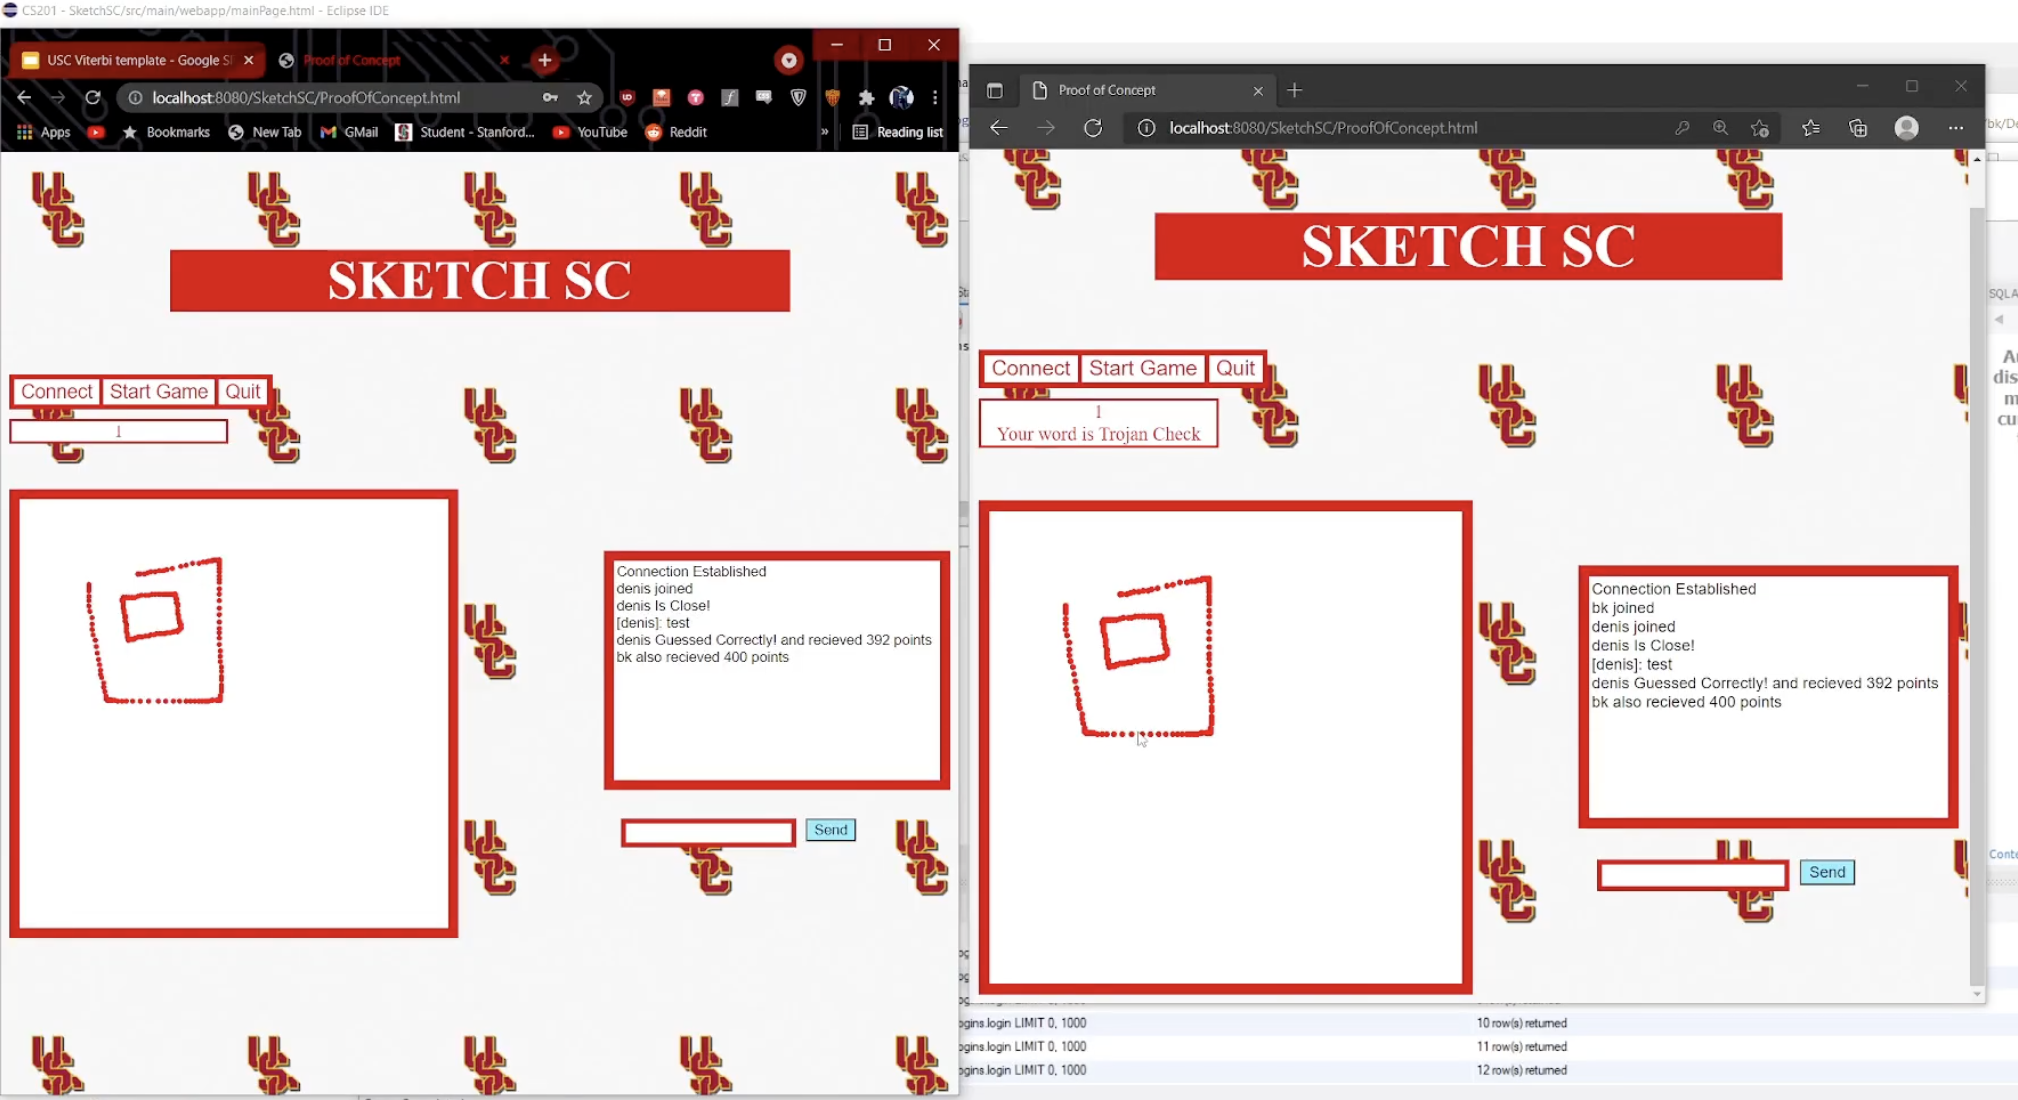 CS201 - SketchSC/src/main/webapp/mainPage.html - Eclipse IDE
USC Viterbi template - Google Sl
Proof of Concept
localhost:8080/SketchSC/ProofOfConcept.html
Apps
Bookmarks
New Tab
GMail
Student - Stanford...
YouTube
Reddit
»
Reading list
SKETCH SC
Connect
Start Game
Quit
1
Connection Established
denis joined
denis Is Close!
[denis]: test
denis Guessed Correctly! and recieved 392 points
bk also recieved 400 points
Send
Proof of Concept
localhost:8080/SketchSC/ProofOfConcept.html
SKETCH SC
Connect
Start Game
Quit
1
Your word is Trojan Check
Connection Established
bk joined
denis joined
denis Is Close!
[denis]: test
denis Guessed Correctly! and recieved 392 points
bk also recieved 400 points
Send
USC
SQLA
dis
m
cu
Conte
ogins.login LIMIT 0, 1000
10 row(s) returned
ogins.login LIMIT 0, 1000
11 row(s) returned
ogins.login LIMIT 0, 1000
12 row(s) returned